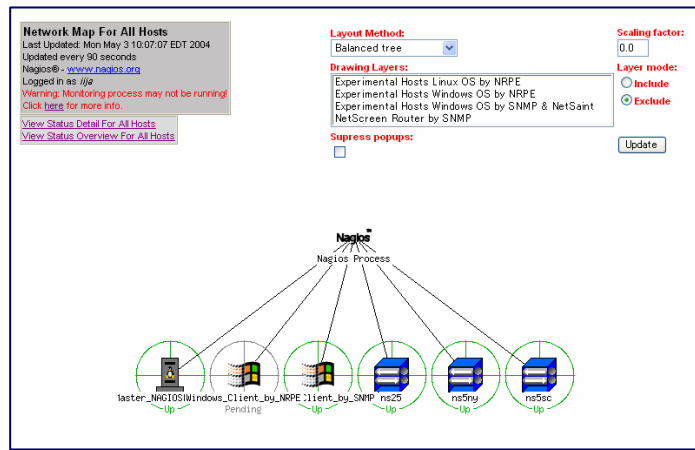 Network Map For All Hosts
Last Updated: Mon May 3 10:07:07 EDT 2004
Updated every 90 seconds
Nagios® - www.nagios.org
Logged in as iija
Warning: Monitoring process may not be running!
Click here for more info.
View Status Detail For All Hosts
View Status Overview For All Hosts
Layout Method:
Balanced tree
Drawing Layers:
Experimental Hosts Linux OS by NRPE
Experimental Hosts Windows OS by NRPE
Experimental Hosts Windows OS by SNMP & NetSaint
NetScreen Router by SNMP
Supress popups:
Scaling factor:
0.0
Layer mode:
Include
Exclude
Update
Nagios™
Nagios Process
laster_NAGIOS Windows_Client_by_NRPE Client_by_SNMP ns25 ns5ny ns5sc
Up Pending Up Up Up Up